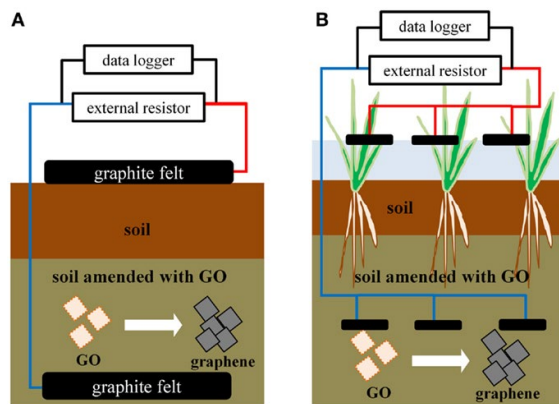 A
data logger
external resistor
graphite felt
soil
soil amended with GO
GO
graphene
graphite felt
B
data logger
external resistor
soil
soil amended with GO
GO
graphene